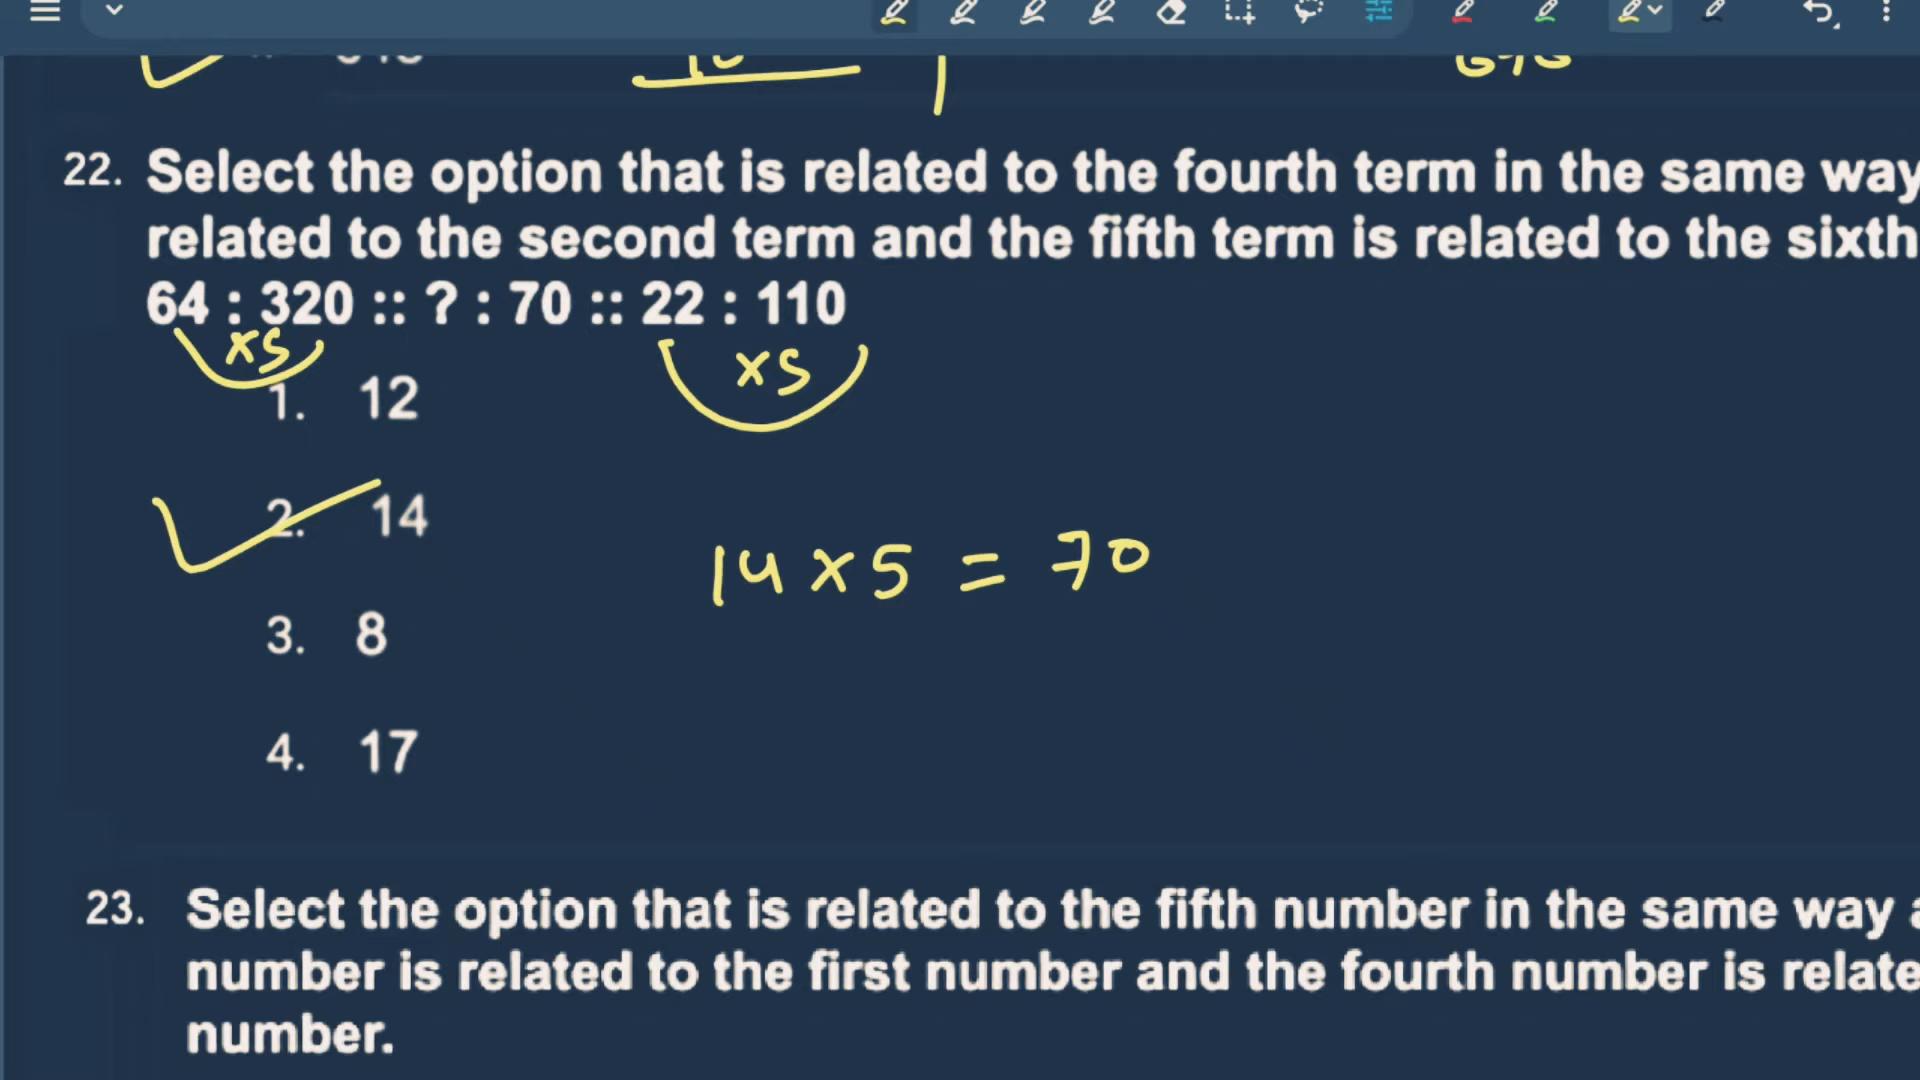 22. Select the option that is related to the fourth term in the same way
related to the second term and the fifth term is related to the sixth
64 : 320 :: ? : 70 :: 22 : 110
x5
x5
1. 12
2. 14
14 x 5 = 70
3. 8
4. 17
23. Select the option that is related to the fifth number in the same way
number is related to the first number and the fourth number is relate
number.